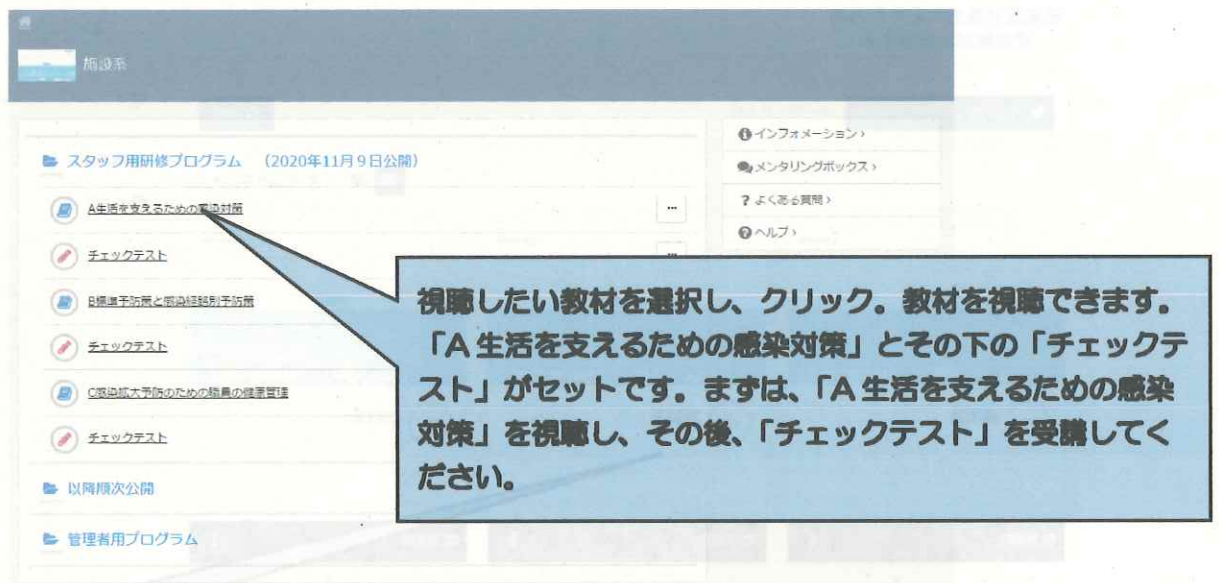 施設系
スタッフ用研修プログラム （2020年11月9日公開）
A生活を支えるための感染対策
チェックテスト
B標準予防策と感染経路別予防策
チェックテスト
C感染拡大予防のための職員の健康管理
チェックテスト
以降順次公開
管理者用プログラム
インフォメーション›
メンタリングボックス›
? よくある質問›
ヘルプ›
視聴したい教材を選択し、クリック。教材を視聴できます。
「A 生活を支えるための感染対策」とその下の「チェックテ
スト」がセットです。まずは、「A 生活を支えるための感染
対策」を視聴し、その後、「チェックテスト」を受講してく
ださい。